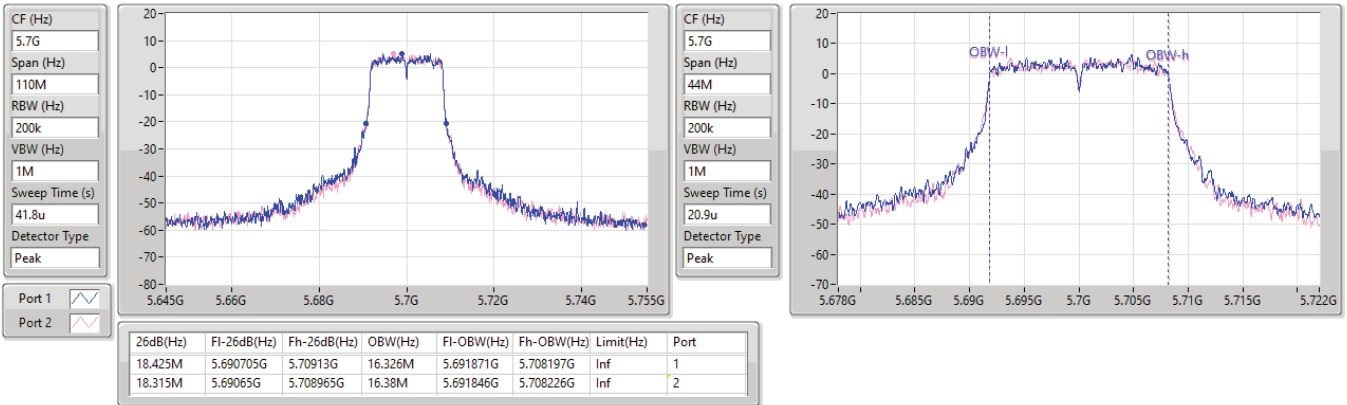 CF (Hz)
5.7G
Span (Hz)
110M
RBW (Hz)
200k
VBW (Hz)
1M
Sweep Time (s)
41.8u
Detector Type
Peak
Port 1
Port 2
20
10
0
-10
-20
-30
-40
-50
-60
-70
-80
5.645G 5.66G 5.68G 5.7G 5.72G 5.74G 5.755G
CF (Hz)
5.7G
Span (Hz)
44M
RBW (Hz)
200k
VBW (Hz)
1M
Sweep Time (s)
20.9u
Detector Type
Peak
20
10
0
-10
-20
-30
-40
-50
-60
-70
OBW-l OBW-h
5.678G 5.685G 5.69G 5.695G 5.7G 5.705G 5.71G 5.715G 5.722G
26dB(Hz) Fl-26dB(Hz) Fh-26dB(Hz) OBW(Hz) Fl-OBW(Hz) Fh-OBW(Hz) Limit(Hz) Port
18.425M 5.690705G 5.70913G 16.326M 5.691871G 5.708197G Inf 1
18.315M 5.69065G 5.708965G 16.38M 5.691846G 5.708226G Inf 2